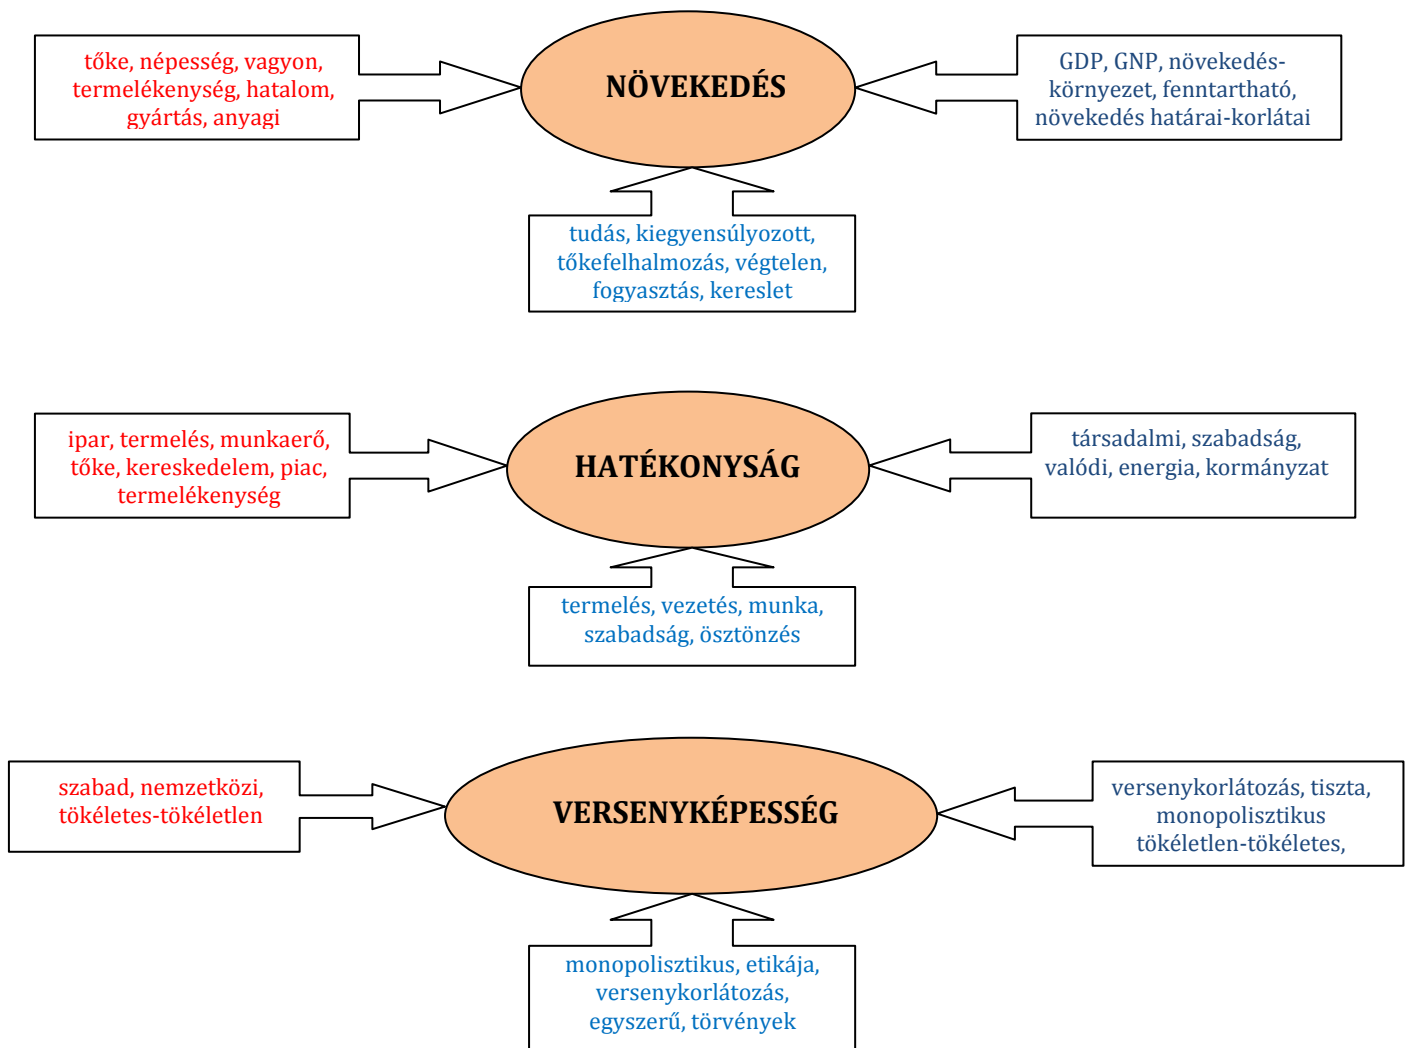 tőke, népesség, vagyon,
termelékenység, hatalom,
gyártás, anyagi
NÖVEKEDÉS
GDP, GNP, növekedés-
környezet, fenntartható,
növekedés határai-korlátai
tudás, kiegyensúlyozott,
tőkefelhalmozás, végtelen,
fogyasztás, kereslet
ipar, termelés, munkaerő,
tőke, kereskedelem, piac,
termelékenység
HATÉKONYSÁG
társadalmi, szabadság,
valódi, energia, kormányzat
termelés, vezetés, munka,
szabadság, ösztönzés
szabad, nemzetközi,
tökéletes-tökéletlen
VERSENYKÉPESSÉG
versenykorlátozás, tiszta,
monopolisztikus
tökéletlen-tökéletes,
monopolisztikus, etikája,
versenykorlátozás,
egyszerű, törvények